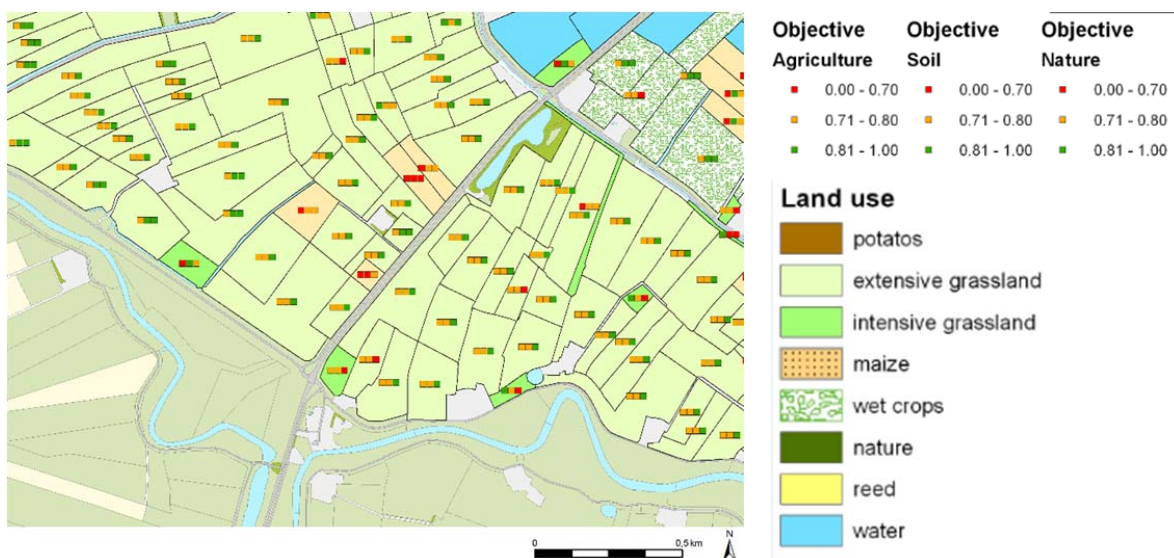 Objective Objective Objective
Agriculture Soil Nature
0.00 - 0.70 0.00 - 0.70 0.00 - 0.70
0.71 - 0.80 0.71 - 0.80 0.71 - 0.80
0.81 - 1.00 0.81 - 1.00 0.81 - 1.00
Land use
potatos
extensive grassland
intensive grassland
maize
wet crops
nature
reed
water
N
0 0,5 km